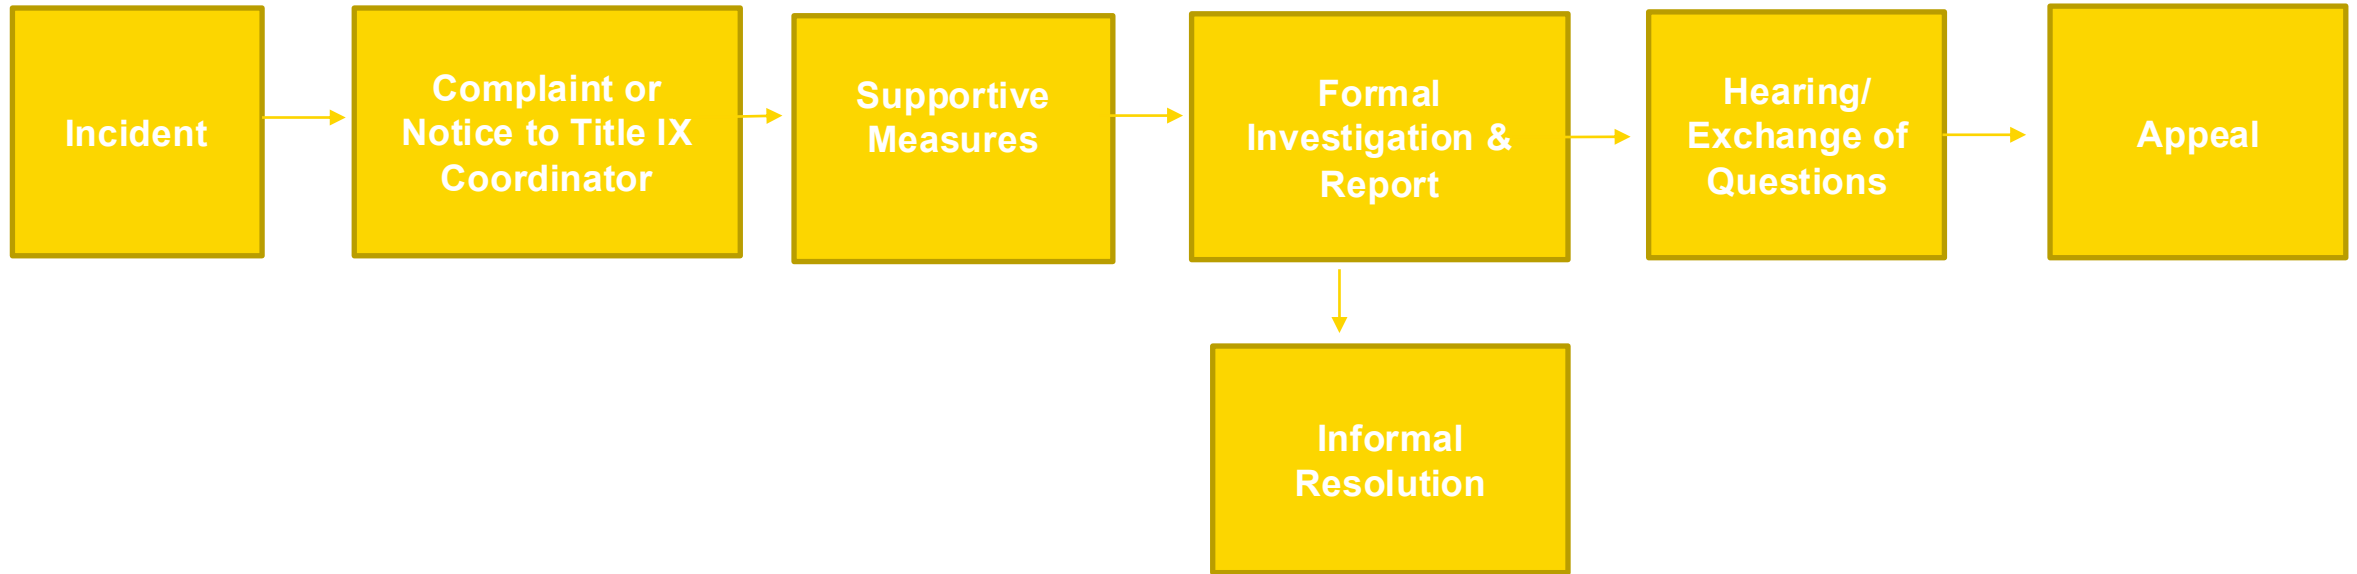 Incident
Complaint or
Notice to Title IX
Coordinator
Supportive
Measures
Formal
Investigation &
Report
Hearing/
Exchange of
Questions
Appeal
Informal
Resolution